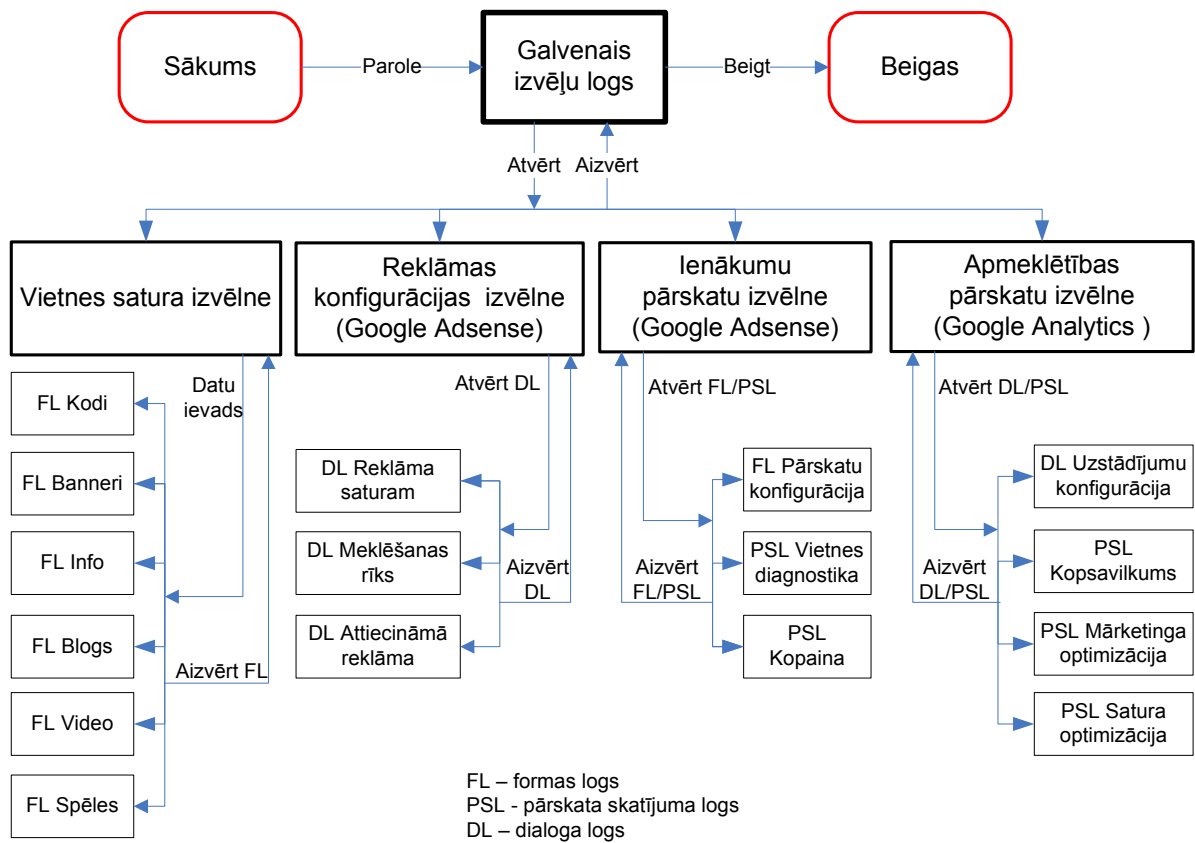 Sākums
Parole
Galvenais
izvēļu logs
Beigt
Beigas
Atvērt
Aizvērt
Vietnes satura izvēlne
Reklāmas
konfigurācijas izvēlne
(Google Adsense)
Ienākumu
pārskatu izvēlne
(Google Adsense)
Apmeklētības
pārskatu izvēlne
(Google Analytics )
Datu
ievads
FL Kodi
FL Banneri
FL Info
FL Blogs
FL Video
FL Spēles
Aizvērt FL
Atvērt DL
DL Reklāma
saturam
DL Meklēšanas
rīks
DL Attiecināmā
reklāma
Aizvērt
DL
Atvērt FL/PSL
FL Pārskatu
konfigurācija
PSL Vietnes
diagnostika
PSL
Kopaina
Aizvērt
FL/PSL
Atvērt DL/PSL
DL Uzstādījumu
konfigurācija
PSL
Kopsavilkums
PSL Mārketinga
optimizācija
PSL Satura
optimizācija
Aizvērt
DL/PSL
FL – formas logs
PSL - pārskata skatījuma logs
DL – dialoga logs